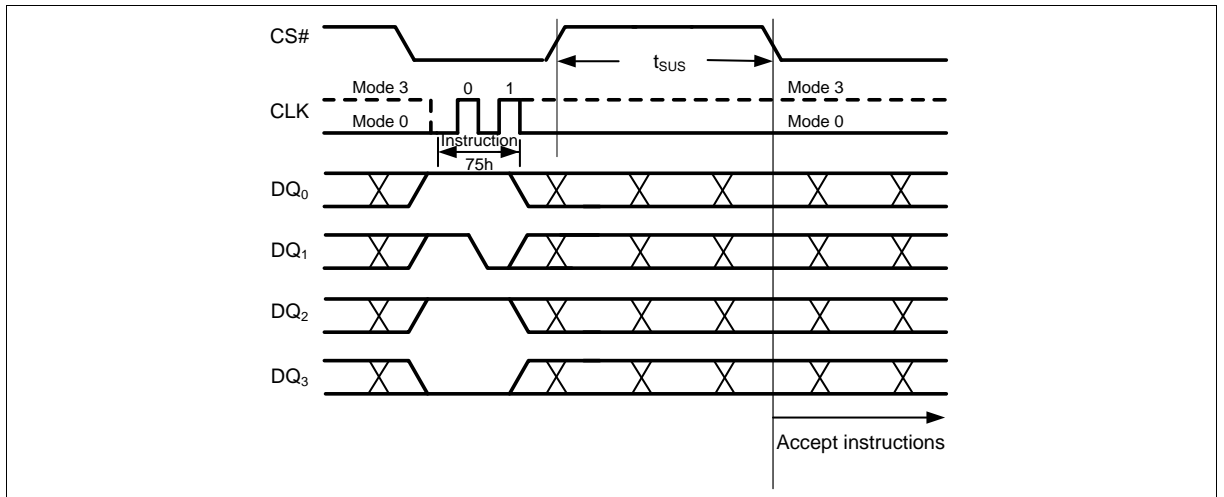 CS#
tSUS
Mode 3 0 1 Mode 3
CLK
Mode 0 Mode 0
Instruction
75h
DQ0
DQ1
DQ2
DQ3
Accept instructions